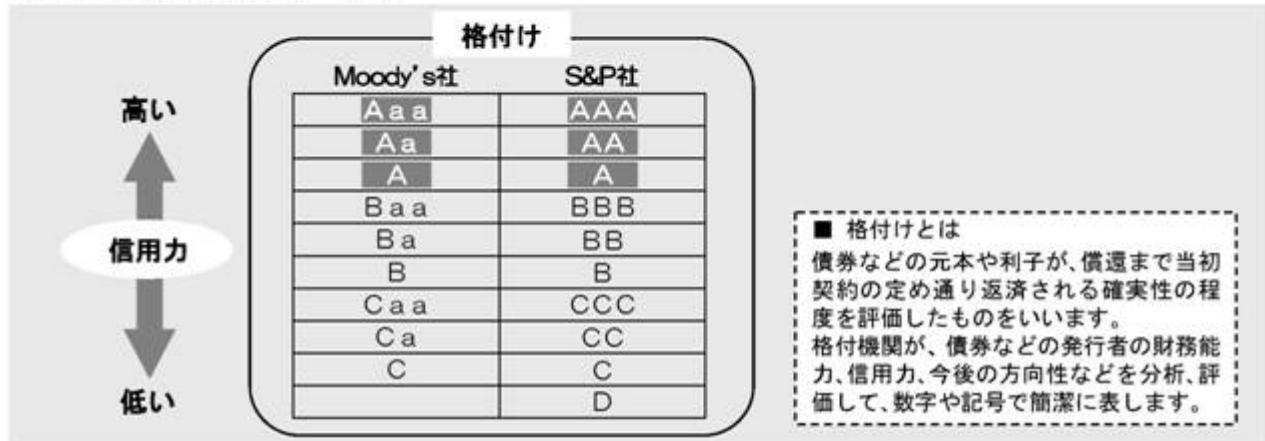 格付け
Moody's社 S&P社
高い
信用力
低い
Aaa AAA
Aa AA
A A
Baa BBB
Ba BB
B B
Caa CCC
Ca CC
C C
D
■ 格付けとは
債券などの元本や利子が、償還まで当初
契約の定め通り返済される確実性の程
度を評価したものをいいます。
格付機関が、債券などの発行者の財務能
力、信用力、今後の方向性などを分析、評
価して、数字や記号で簡潔に表します。